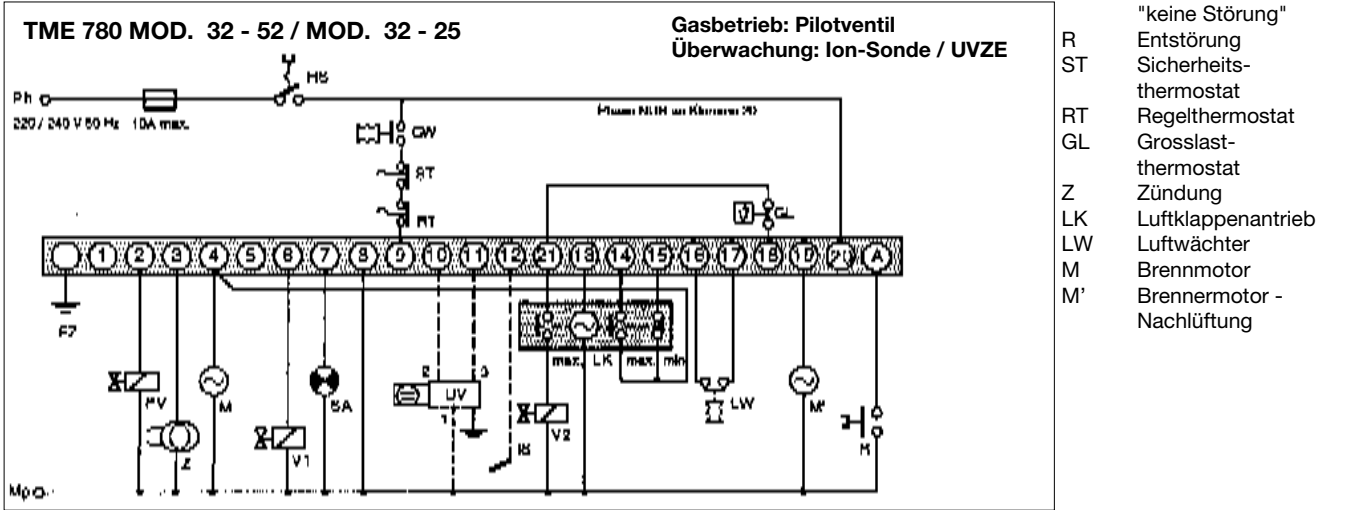 TME 780 MOD. 32 - 52 / MOD. 32 - 25
Gasbetrieb: Pilotventil
Überwachung: Ion-Sonde / UVZE
HS
Ph
220 / 240 V 50 Hz 10A max.
GW
ST
RT
GL
1 2 3 4 5 6 7 8 9 10 11 12 21 13 14 15 16 17 18 19 20 A
PV
Z
M
V1
SA
2 3
UV
1
IS
max. LK max. min
V2
LW
M'
R
Mp
"keine Störung"
R Entstörung
ST Sicherheits-
thermostat
RT Regelthermostat
GL Grosslast-
thermostat
Z Zündung
LK Luftklappenantrieb
LW Luftwächter
M Brennmotor
M' Brennermotor -
Nachlüftung